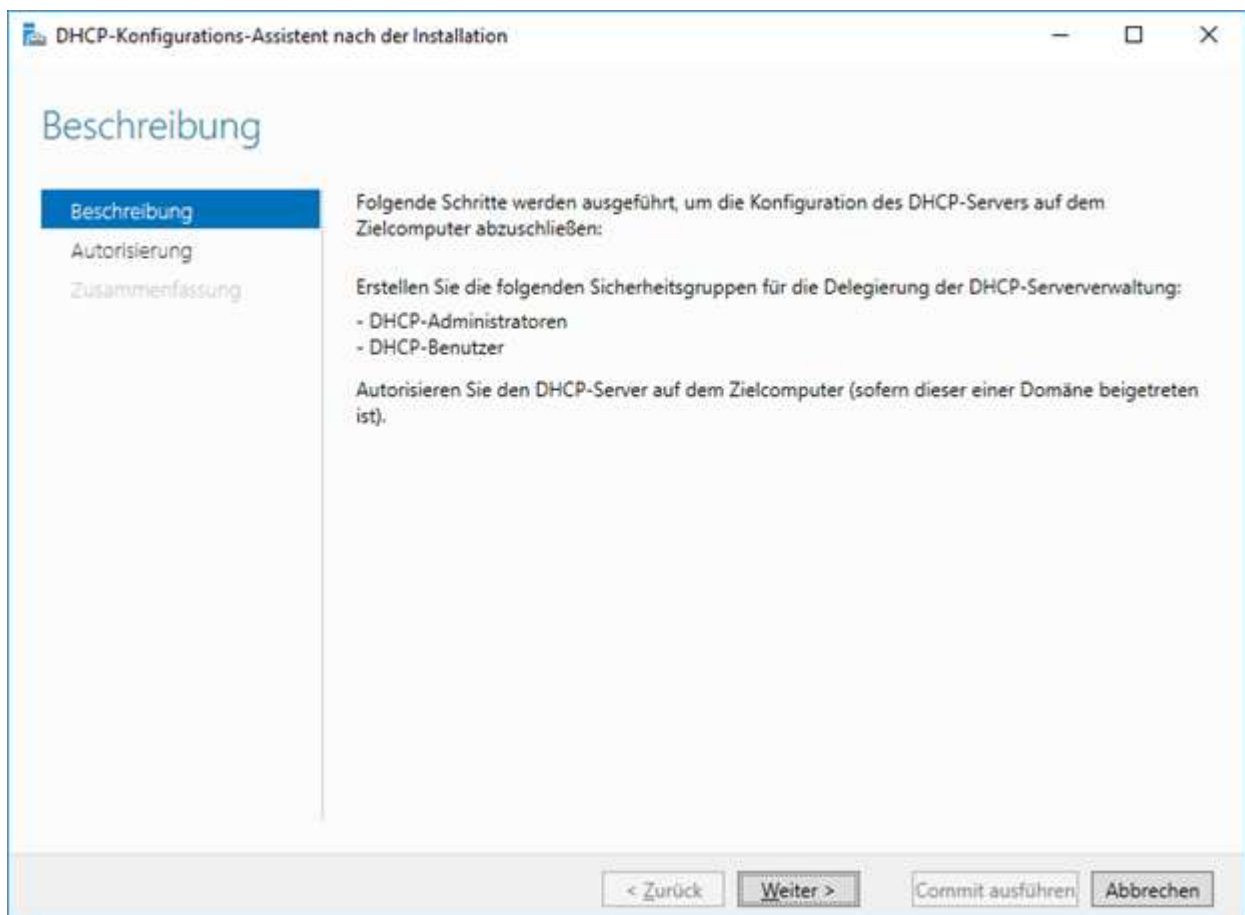 DHCP-Konfigurations-Assistent nach der Installation
Beschreibung
Beschreibung
Autorisierung
Zusammenfassung
Folgende Schritte werden ausgeführt, um die Konfiguration des DHCP-Servers auf dem
Zielcomputer abzuschließen:
Erstellen Sie die folgenden Sicherheitsgruppen für die Delegierung der DHCP-Serververwaltung:
- DHCP-Administratoren
- DHCP-Benutzer
Autorisieren Sie den DHCP-Server auf dem Zielcomputer (sofern dieser einer Domäne beigetreten
ist).
< Zurück
Weiter >
Commit ausführen
Abbrechen